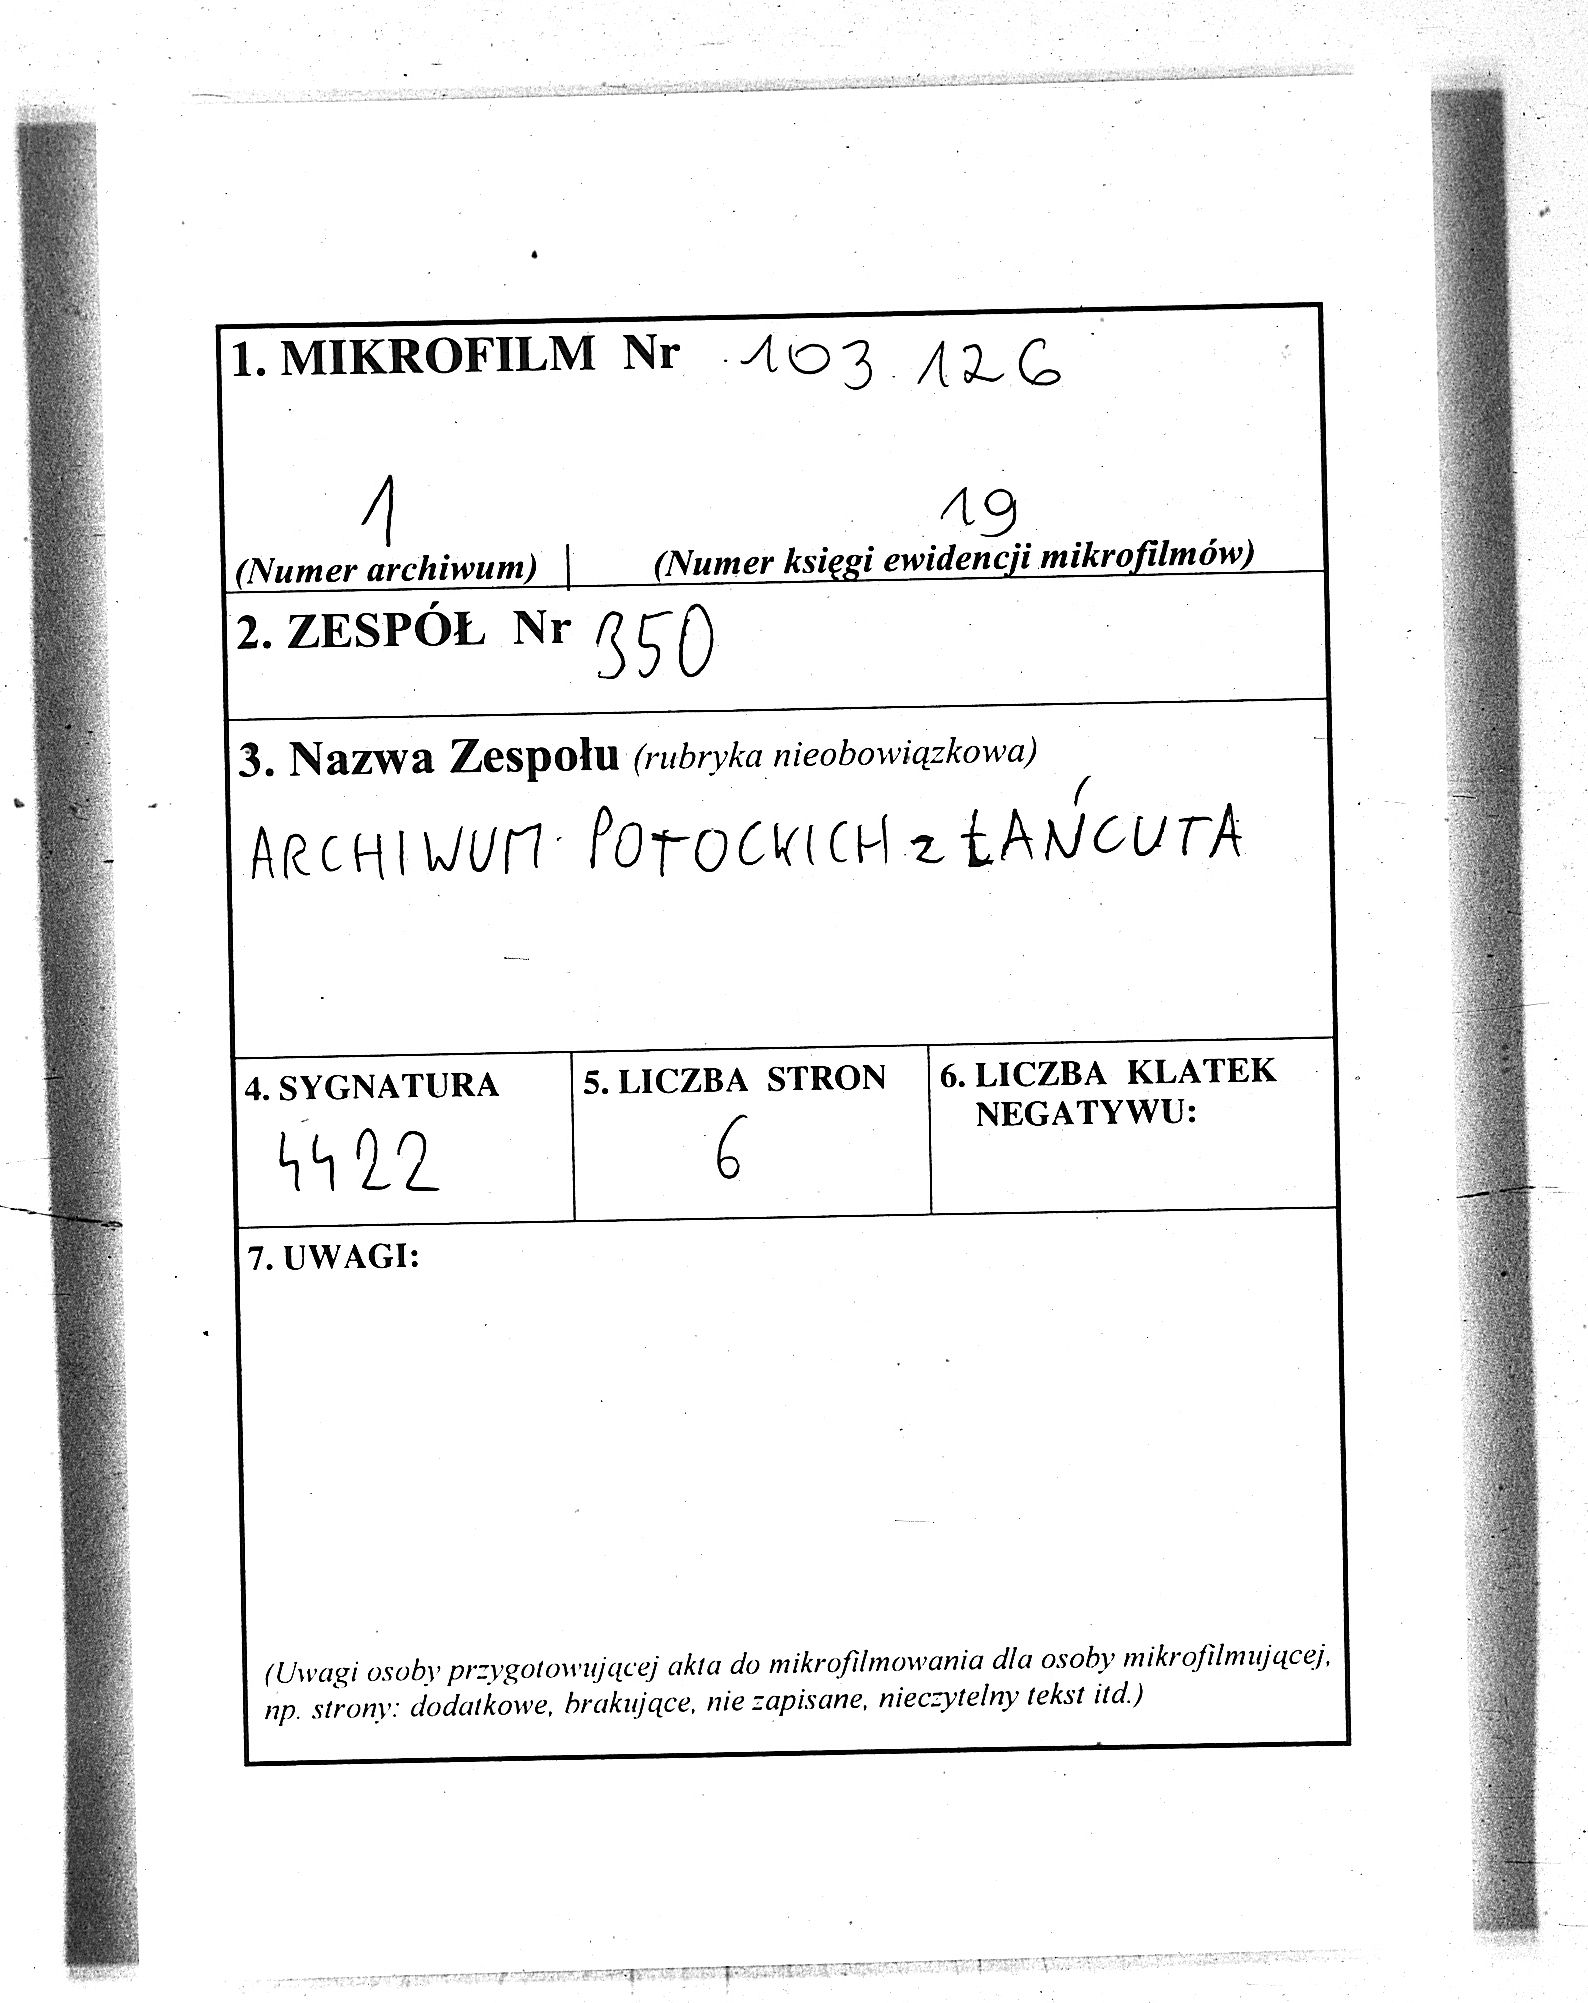 1. MIKROFILM Nr 103.126
1 19
(Numer archiwum) | (Numer księgi ewidencji mikrofilmów)
2. ZESPÓŁ Nr 350
3. Nazwa Zespołu (rubryka nieobowiązkowa)
ARCHIWUM POTOCKICH z ŁAŃCUTA
4. SYGNATURA
4422
5. LICZBA STRON
6
6. LICZBA KLATEK
NEGATYWU:
7. UWAGI:
(Uwagi osoby przygotowującej akta do mikrofilmowania dla osoby mikrofilmującej,
np. strony: dodatkowe, brakujące, nie zapisane, nieczytelny tekst itd.)